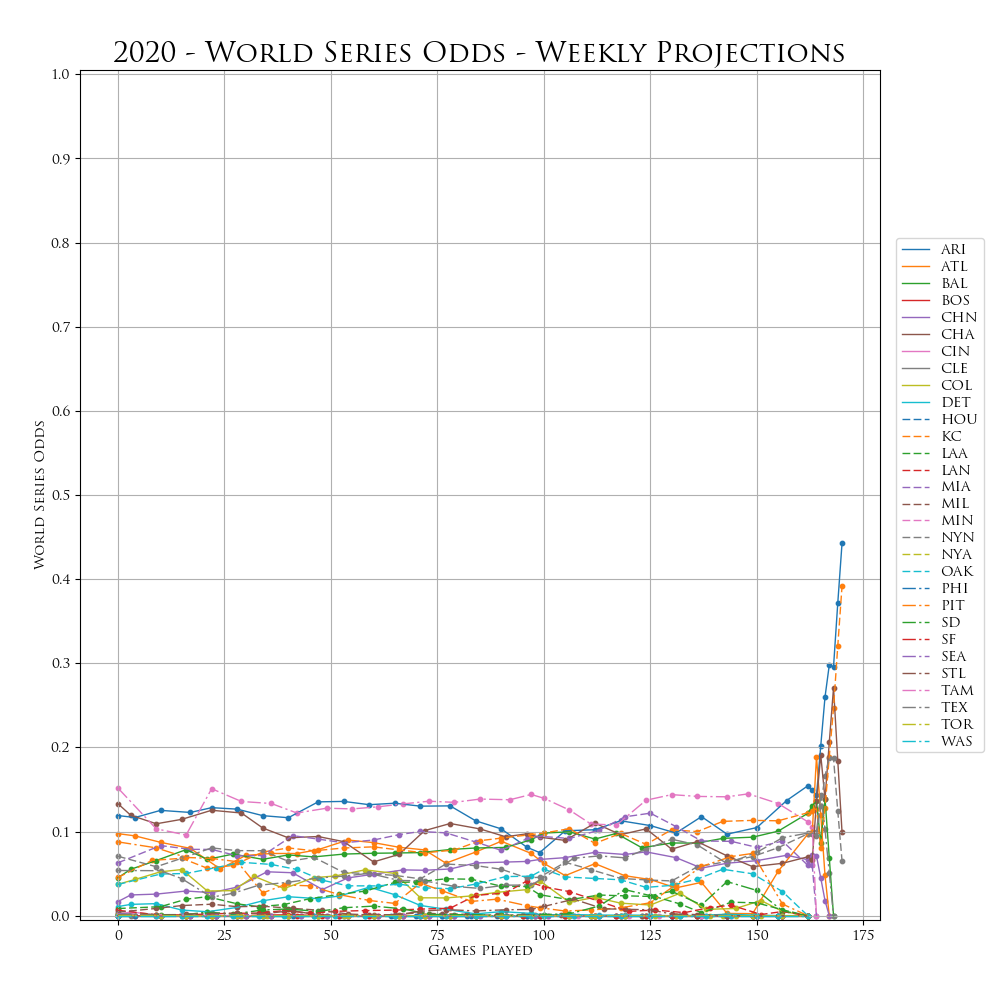 2020 - World Series Odds - Weekly Projections
1.0
0.9
0.8
0.7
0.6
0.5
0.4
0.3
0.2
0.1
0.0
World Series Odds
0 25 50 75 100 125 150 175
Games Played
ARI
ATL
BAL
BOS
CHN
CHA
CIN
CLE
COL
DET
HOU
KC
LAA
LAN
MIA
MIL
MIN
NYN
NYA
OAK
PHI
PIT
SD
SF
SEA
STL
TAM
TEX
TOR
WAS